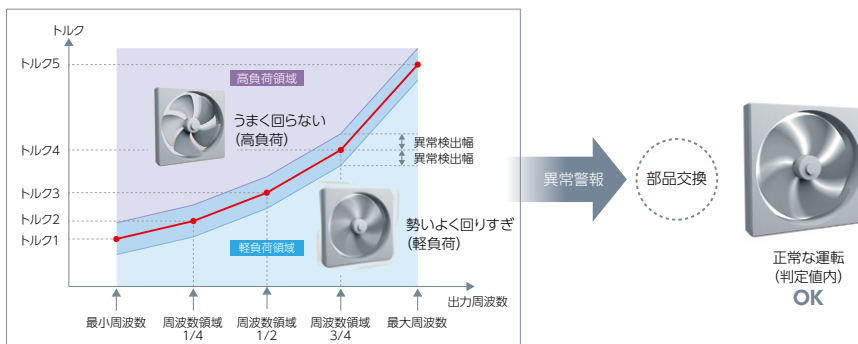 トルク
トルク5
高負荷領域
うまく回らない
(高負荷)
トルク4
異常検出幅
異常検出幅
トルク3
トルク2
トルク1
勢いよく回りすぎ
(軽負荷)
軽負荷領域
出力周波数
最小周波数
周波数領域
1/4
周波数領域
1/2
周波数領域
3/4
最大周波数
異常警報
部品交換
正常な運転
(判定値内)
OK